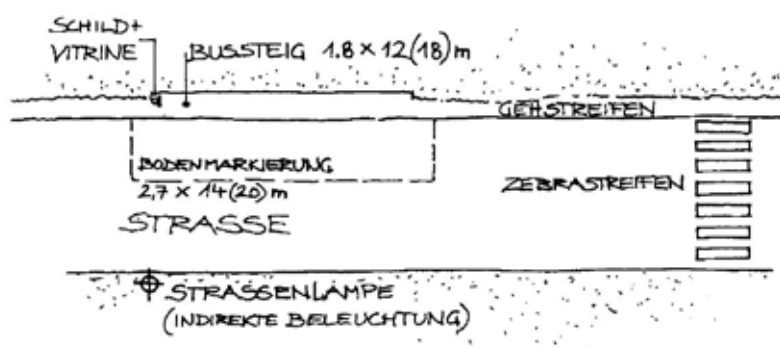 SCHILD+
VITRINE
BUSSTEIG 1.8 × 12(18) m
GEHSTREIFEN
BODENMARKIERUNG
2,7 × 14(20) m
ZEBRASTREIFEN
STRASSE
STRASSENLAMPE
(INDIREKTE BELEUCHTUNG)